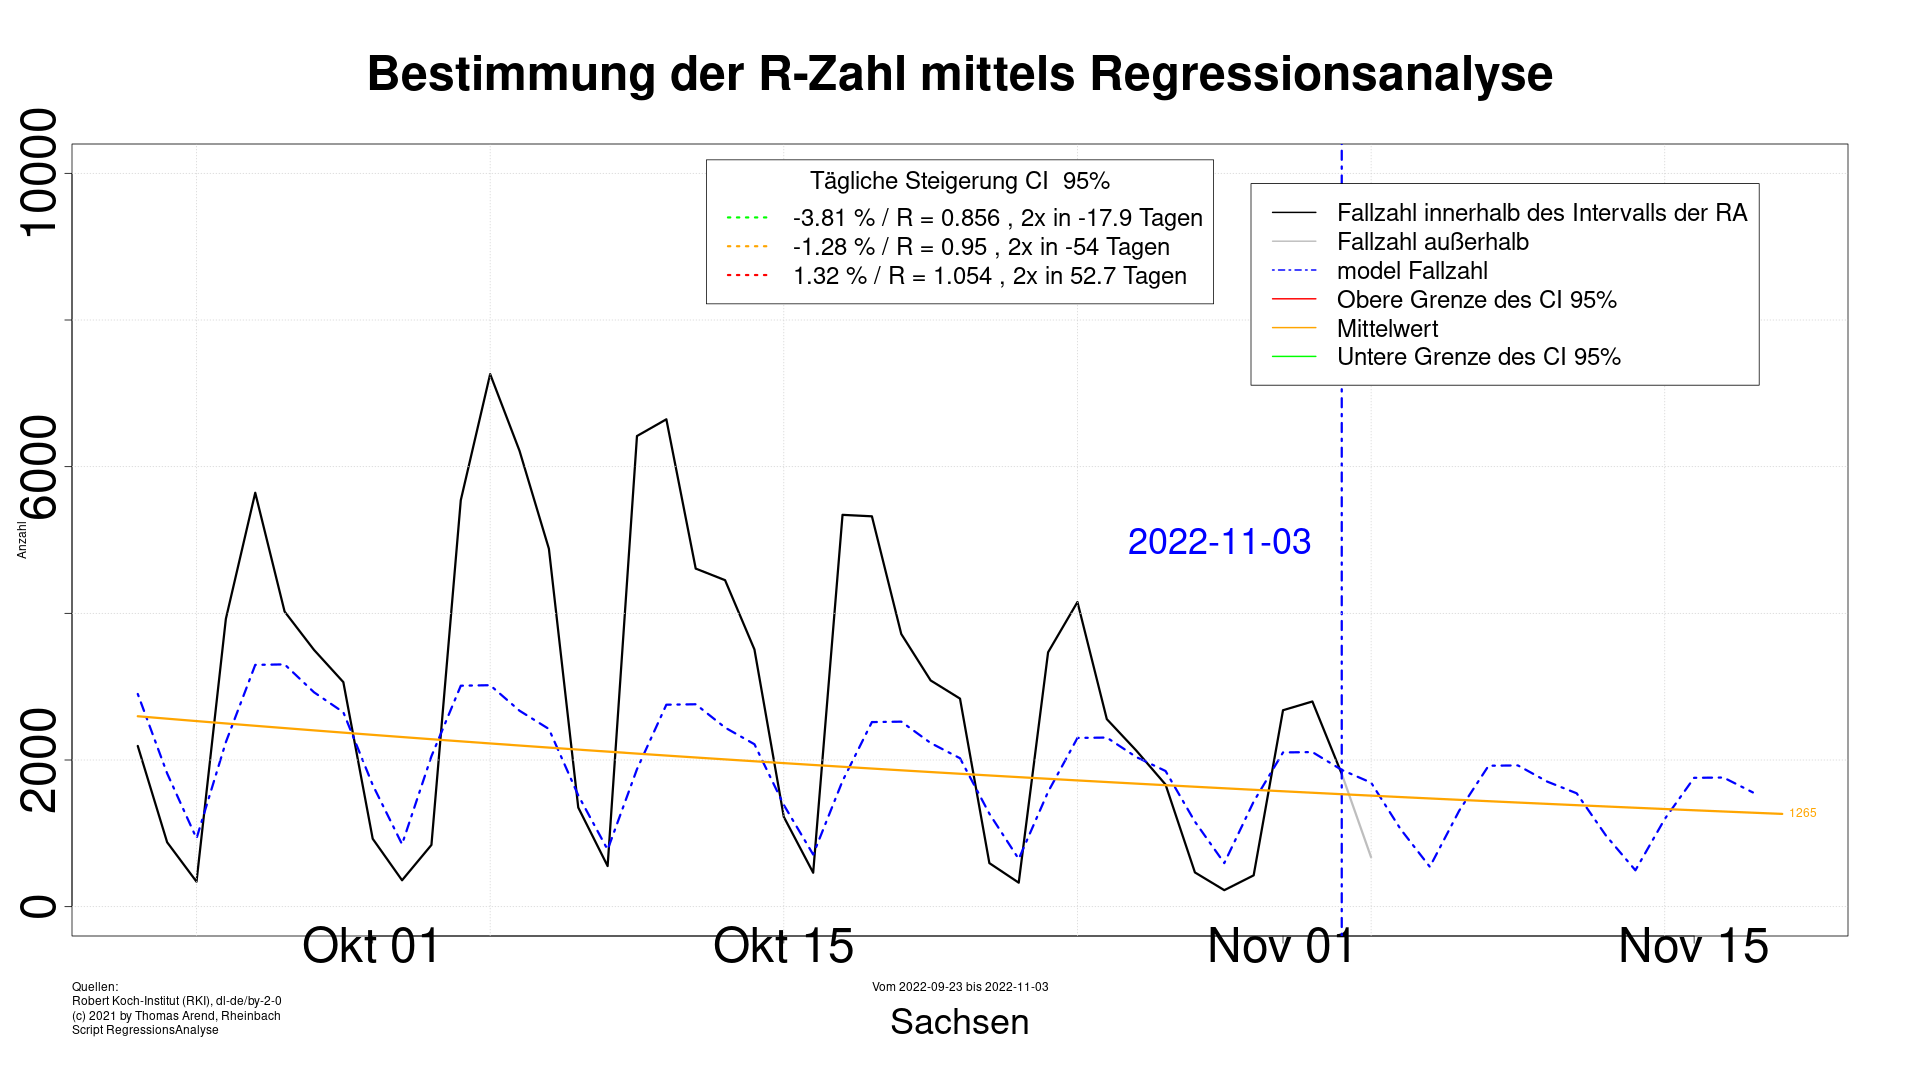 Bestimmung der R-Zahl mittels Regressionsanalyse
10000
6000
2000
0
Anzahl
Tägliche Steigerung CI  95%
-3.81 % / R = 0.856 , 2x in -17.9 Tagen
-1.28 % / R = 0.95 , 2x in -54 Tagen
1.32 % / R = 1.054 , 2x in 52.7 Tagen
Fallzahl innerhalb des Intervalls der RA
Fallzahl außerhalb
model Fallzahl
Obere Grenze des CI 95%
Mittelwert
Untere Grenze des CI 95%
2022-11-03
1265
Okt 01
Okt 15
Nov 01
Nov 15
Quellen:
Robert Koch-Institut (RKI), dl-de/by-2-0
(c) 2021 by Thomas Arend, Rheinbach
Script RegressionsAnalyse
Vom 2022-09-23 bis 2022-11-03
Sachsen